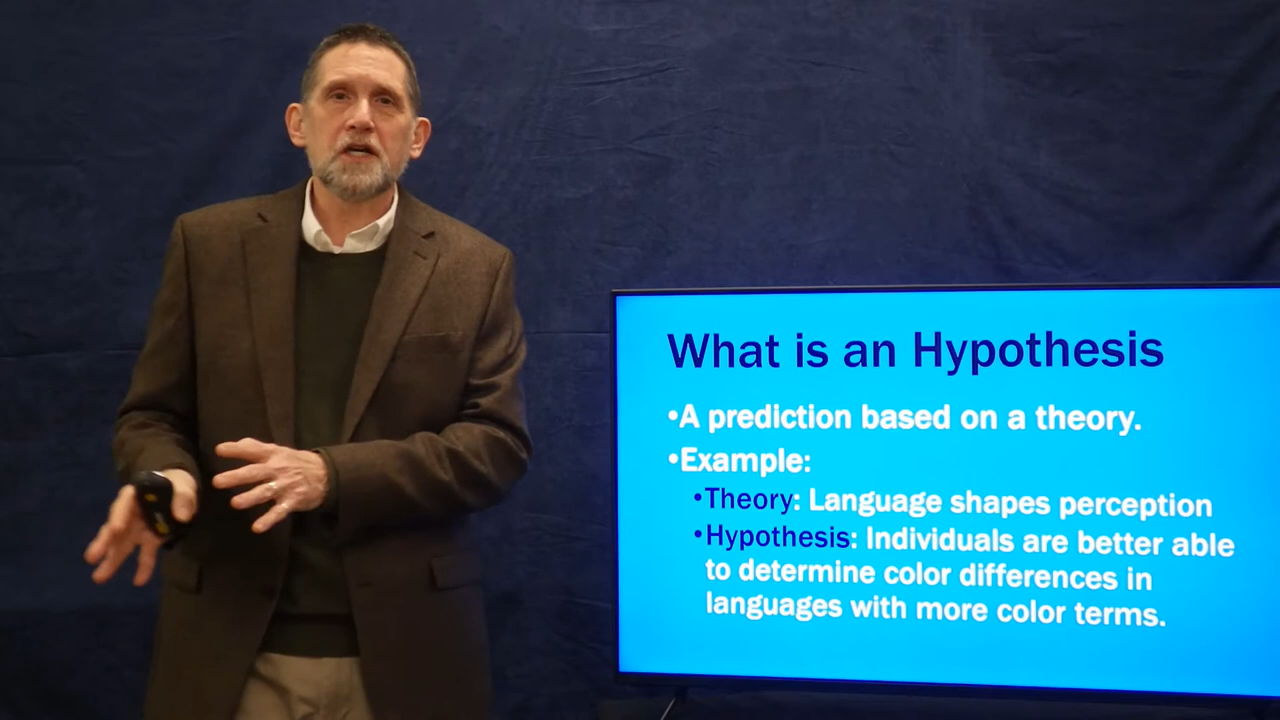 What is an Hypothesis
•A prediction based on a theory.
•Example:
•Theory: Language shapes perception
•Hypothesis: Individuals are better able
to determine color differences in
languages with more color terms.